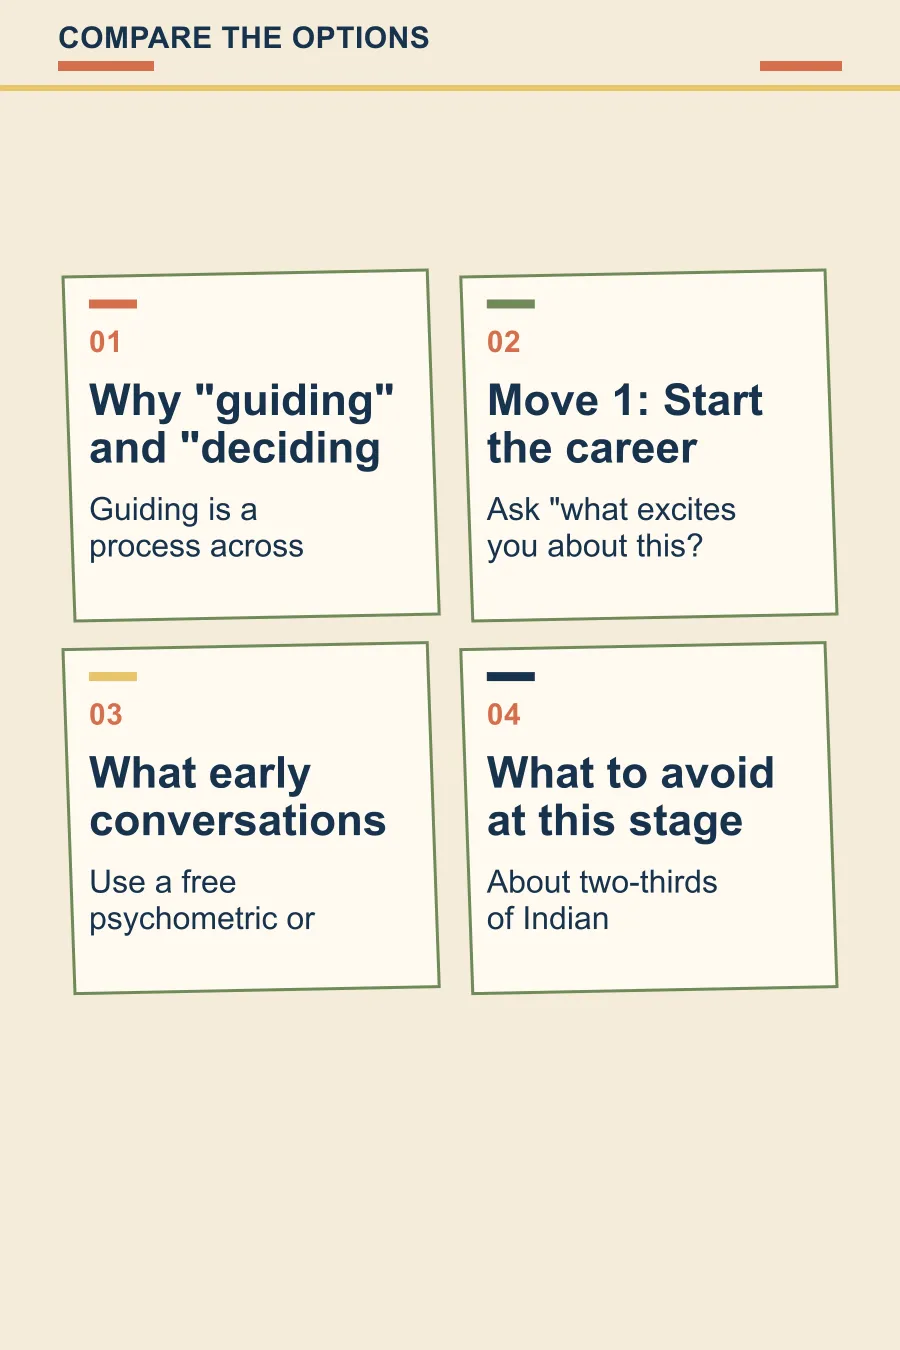 COMPARE THE OPTIONS
01
Why "guiding"
and "deciding
Guiding is a
process across
02
Move 1: Start
the career
Ask "what excites
you about this?
03
What early
conversations
Use a free
psychometric or
04
What to avoid
at this stage
About two-thirds
of Indian